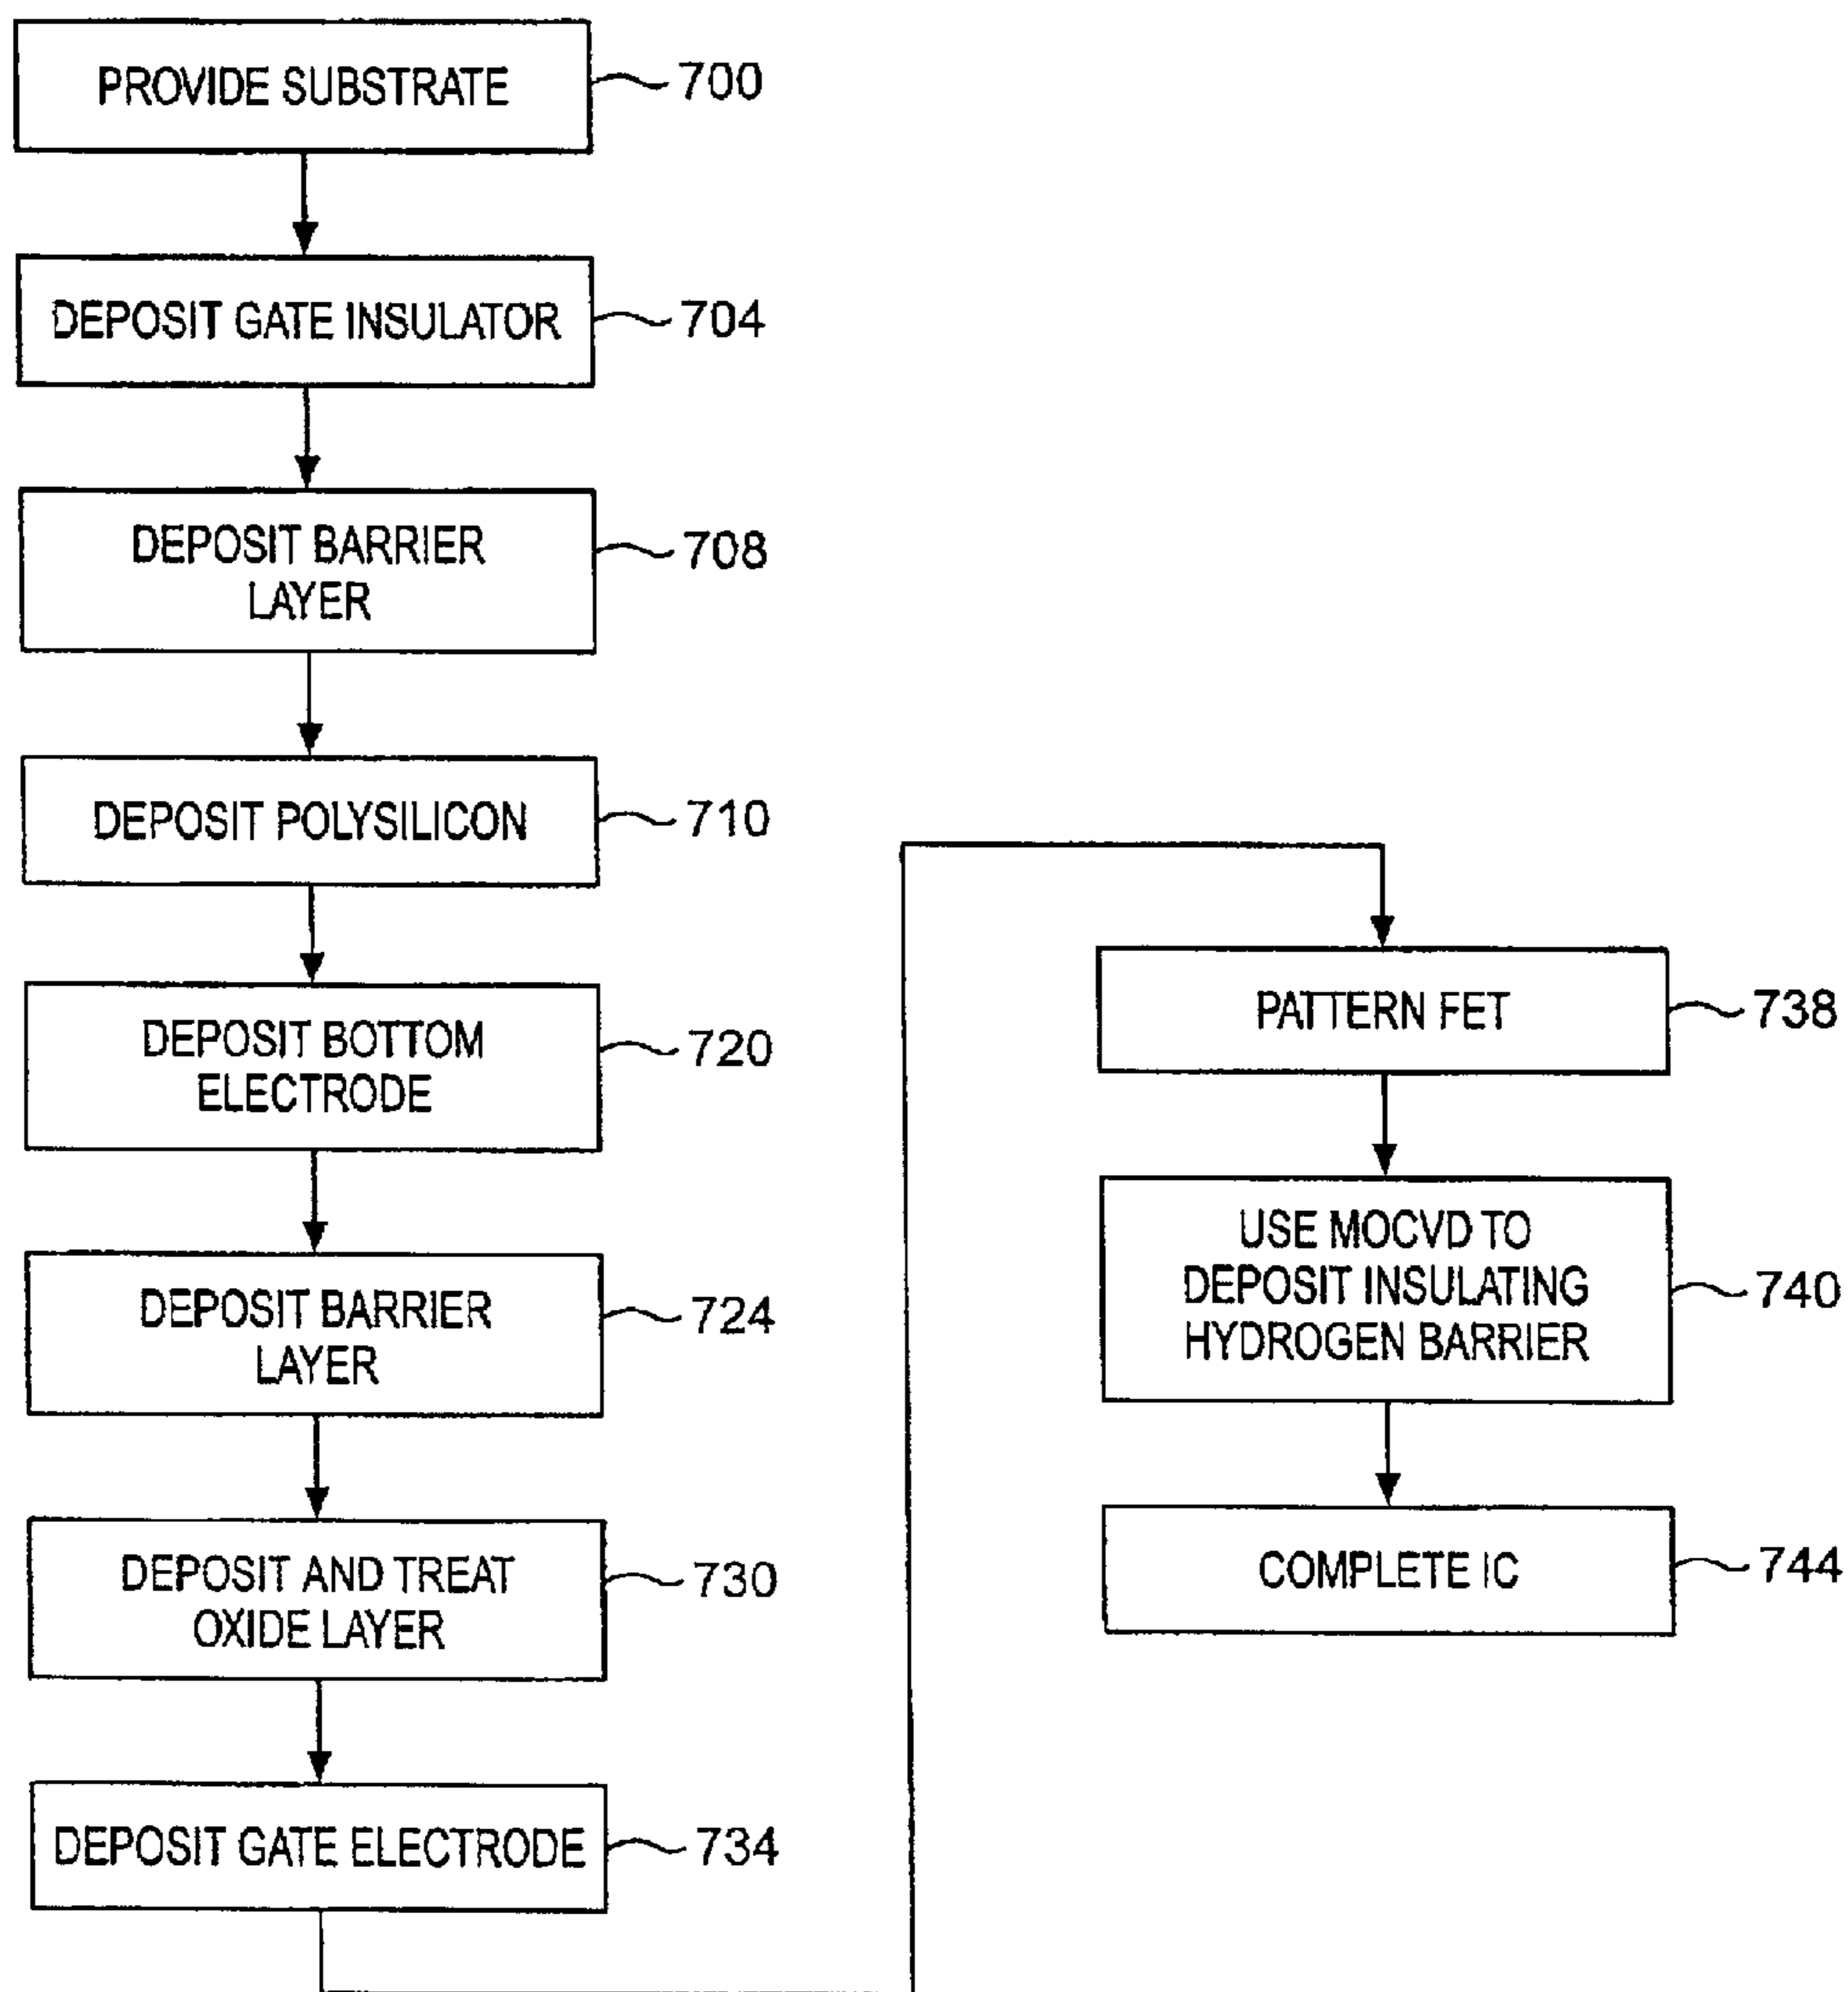 PROVIDE SUBSTRATE 700
DEPOSIT GATE INSULATOR 704
DEPOSIT BARRIER
LAYER 708
DEPOSIT POLYSILICON 710
DEPOSIT BOTTOM
ELECTRODE 720
DEPOSIT BARRIER
LAYER 724
DEPOSIT AND TREAT
OXIDE LAYER 730
DEPOSIT GATE ELECTRODE 734
PATTERN FET 738
USE MOCVD TO
DEPOSIT INSULATING
HYDROGEN BARRIER 740
COMPLETE IC 744